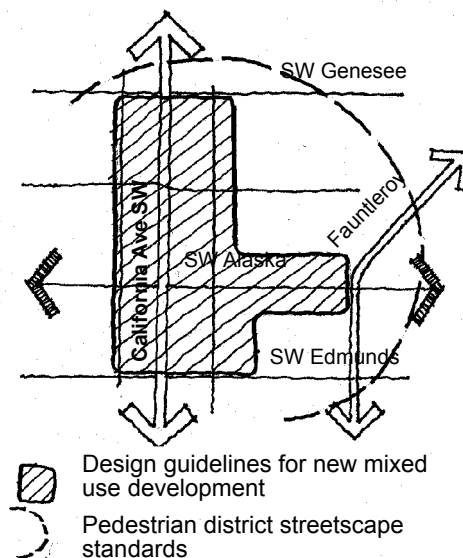 SW Genesee
Fauntleroy
California Ave SW
SW Alaska
SW Edmunds
Design guidelines for new mixed
use development
Pedestrian district streetscape
standards